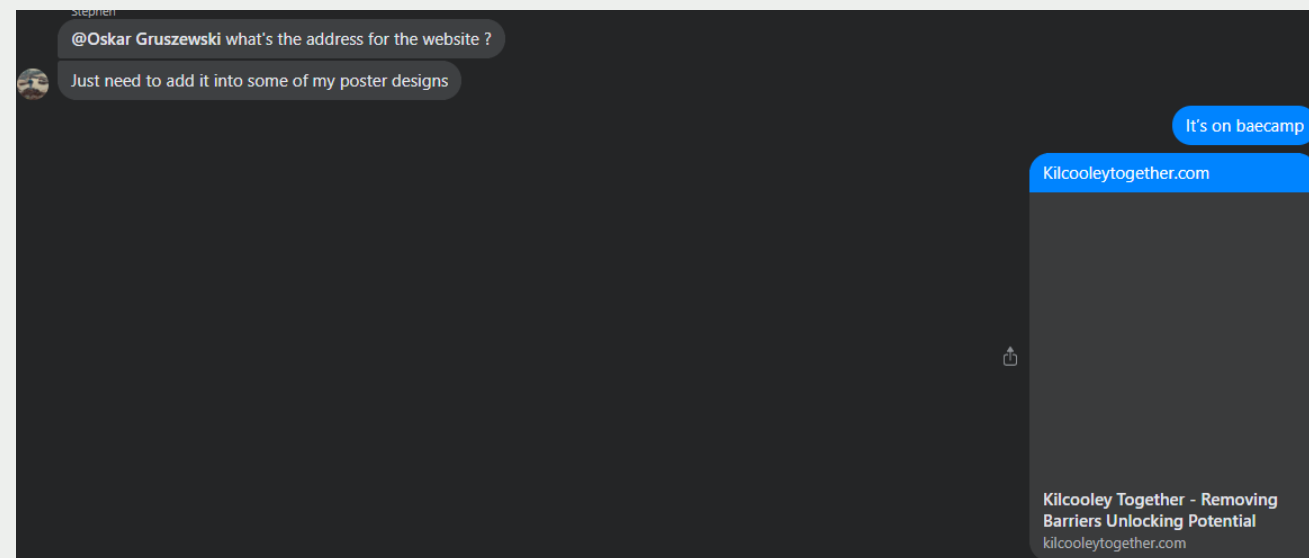 Stephen
@Oskar Gruszewski what's the address for the website ?
Just need to add it into some of my poster designs
It's on baecamp
Kilcooleytogether.com
Kilcooley Together - Removing
Barriers Unlocking Potential
kilcooleytogether.com